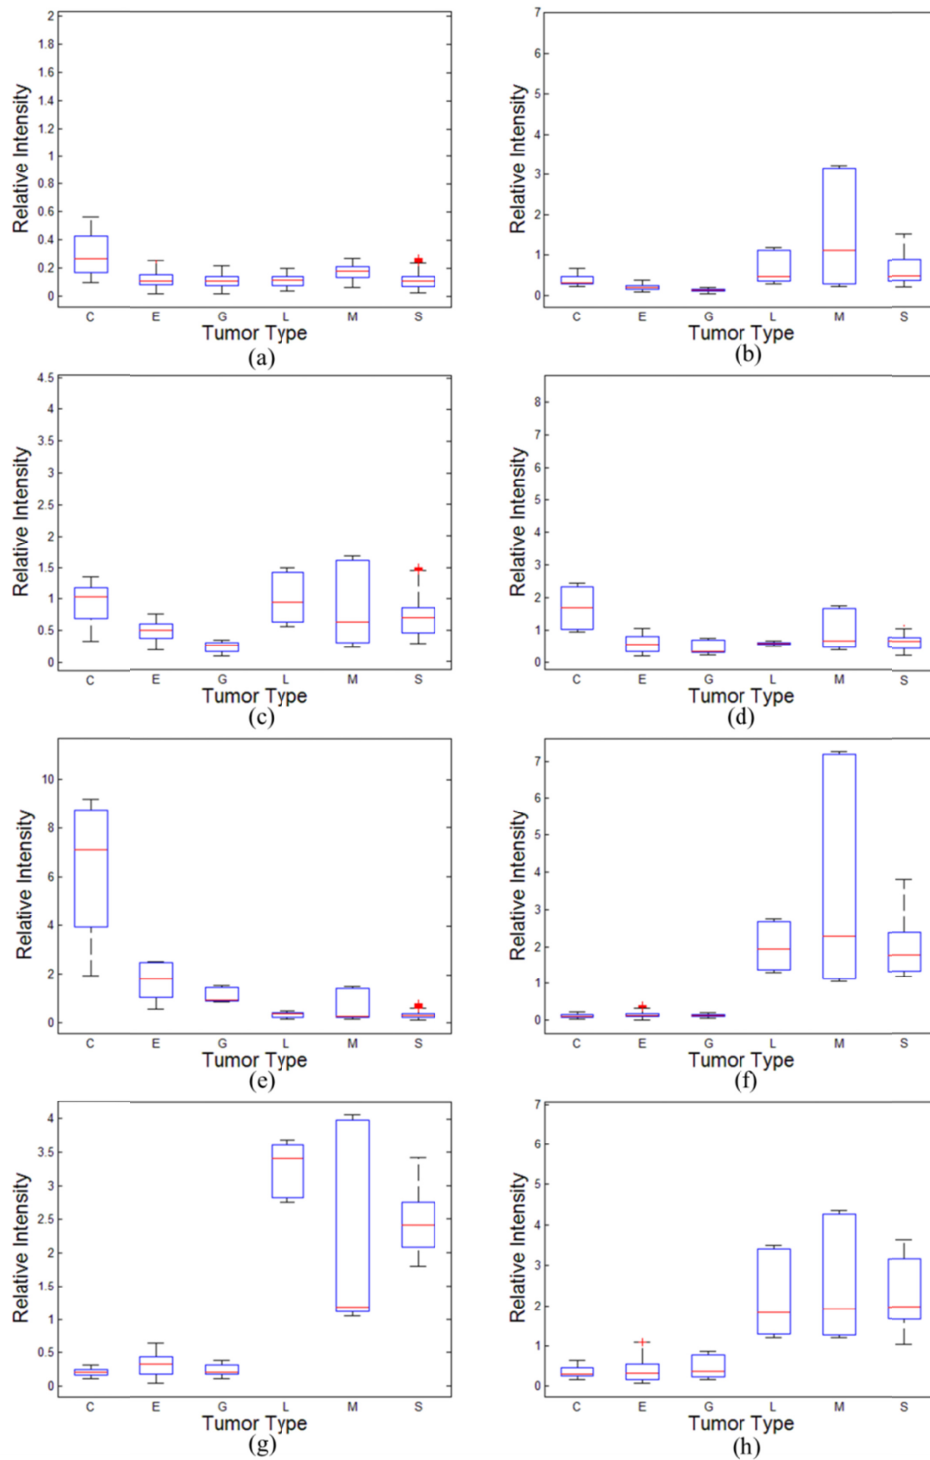 2
1.8
1.6
1.4
1.2
1
0.8
0.6
0.4
0.2
0
Relative Intensity
C E G L M S
Tumor Type
(a)
7
6
5
4
3
2
1
0
Relative Intensity
C E G L M S
Tumor Type
(b)
4.5
4
3.5
3
2.5
2
1.5
1
0.5
0
Relative Intensity
C E G L M S
Tumor Type
(c)
8
7
6
5
4
3
2
1
0
Relative Intensity
C E G L M S
Tumor Type
(d)
10
8
6
4
2
0
Relative Intensity
C E G L M S
Tumor Type
(e)
7
6
5
4
3
2
1
0
Relative Intensity
C E G L M S
Tumor Type
(f)
4
3.5
3
2.5
2
1.5
1
0.5
0
Relative Intensity
C E G L M S
Tumor Type
(g)
7
6
5
4
3
2
1
0
Relative Intensity
C E G L M S
Tumor Type
(h)